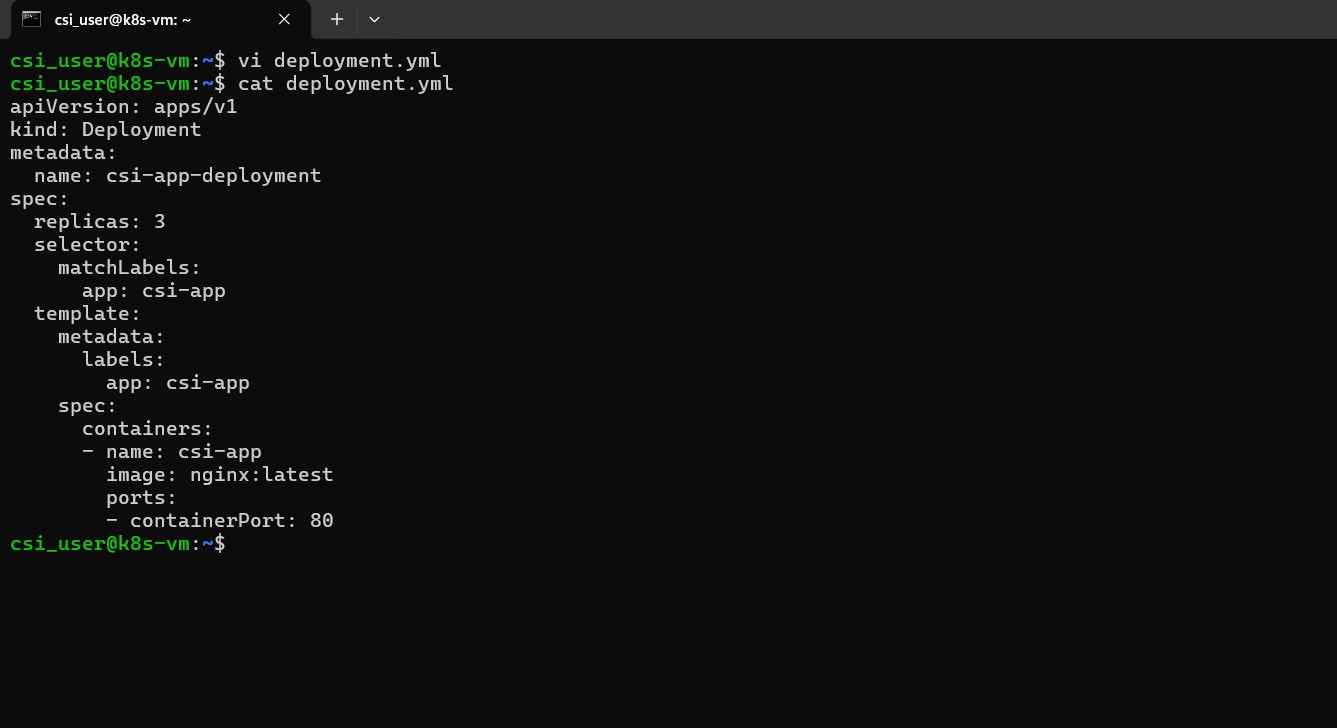 csi_user@k8s-vm: ~
csi_user@k8s-vm:~$ vi deployment.yml
csi_user@k8s-vm:~$ cat deployment.yml
apiVersion: apps/v1
kind: Deployment
metadata:
  name: csi-app-deployment
spec:
  replicas: 3
  selector:
    matchLabels:
      app: csi-app
  template:
    metadata:
      labels:
        app: csi-app
    spec:
      containers:
      - name: csi-app
        image: nginx:latest
        ports:
        - containerPort: 80
csi_user@k8s-vm:~$